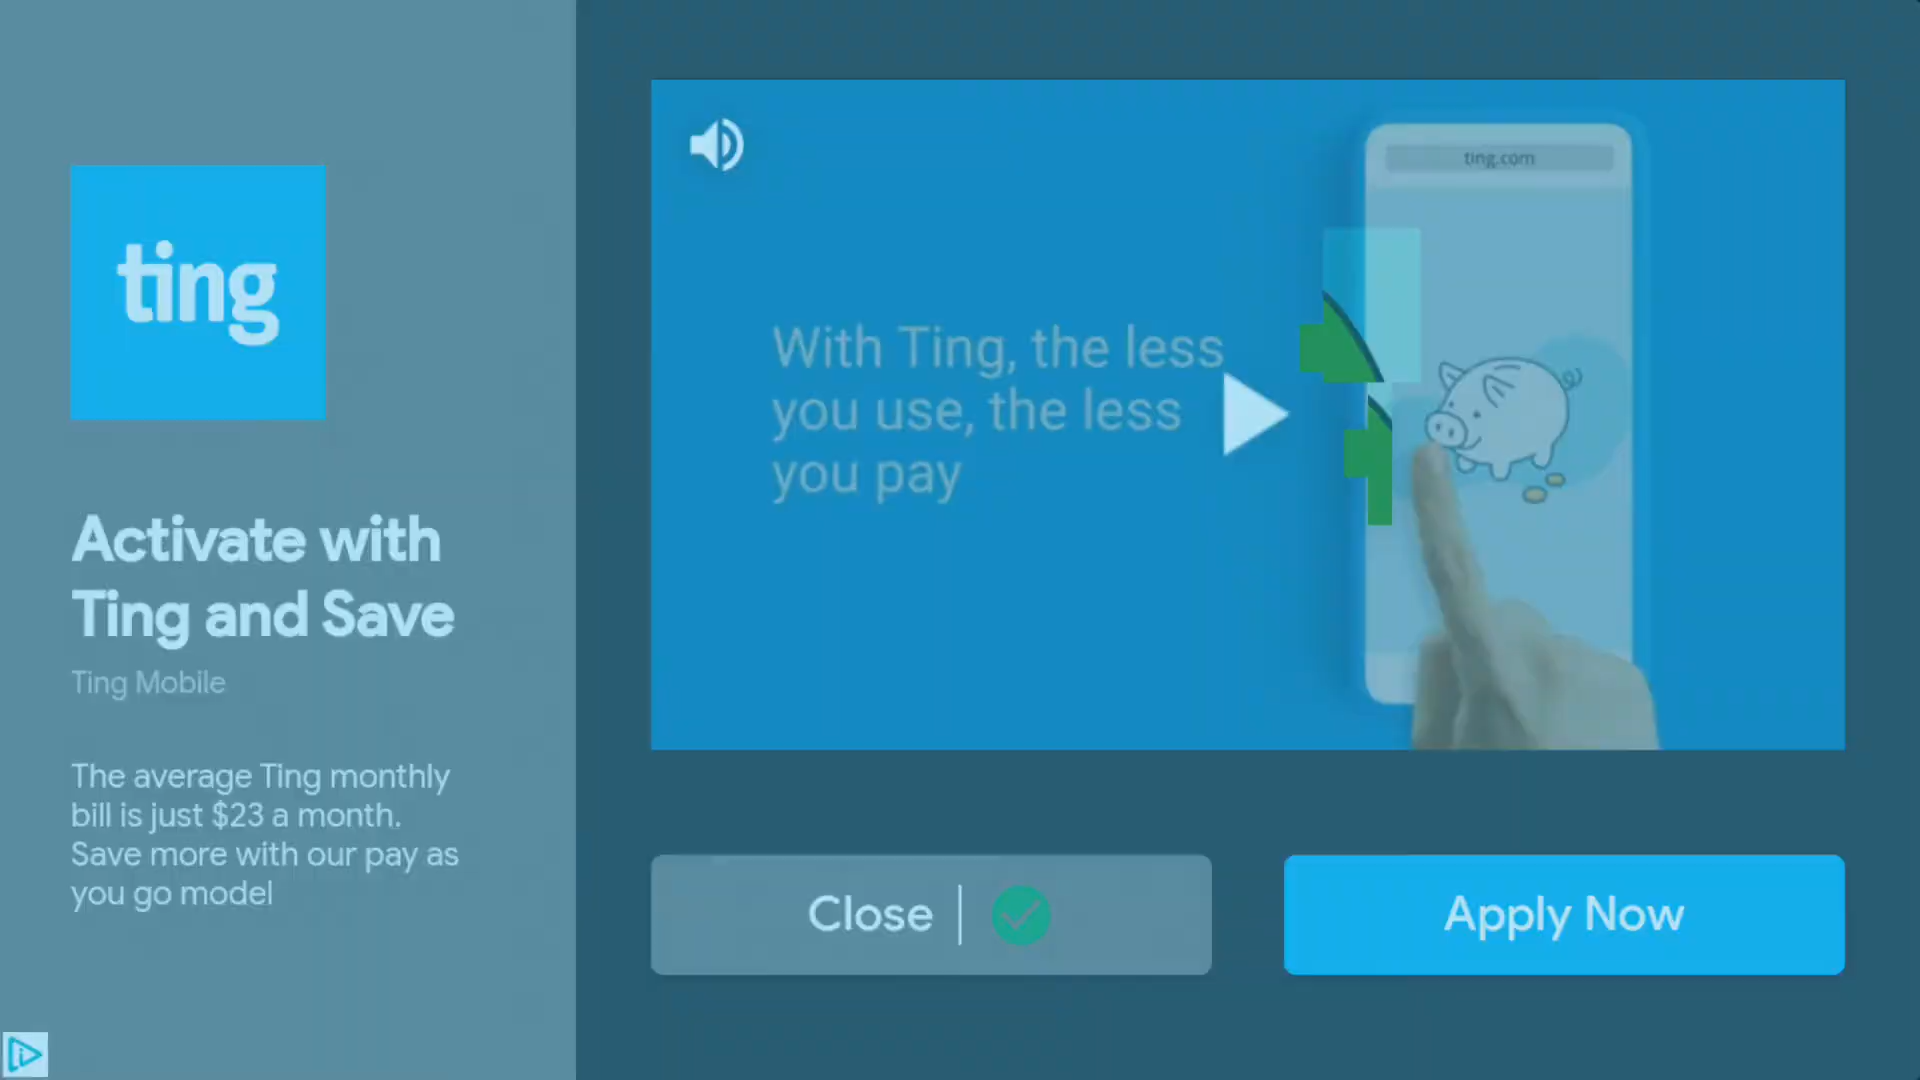 ting
Activate with
Ting and Save
Ting Mobile
The average Ting monthly
bill is just $23 a month.
Save more with our pay as
you go model
ting.com
With Ting, the less
you use, the less
you pay
Close
Apply Now